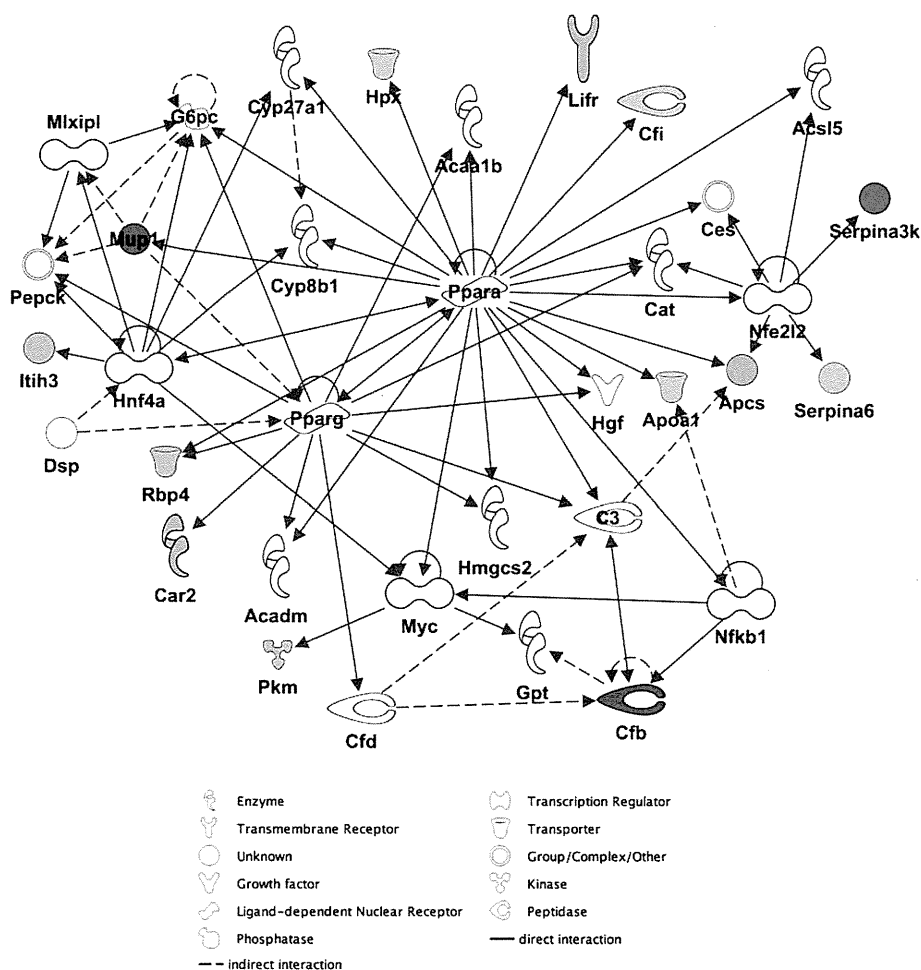 Cyp27a1
Hpx
Lifr
Cfi
Acsl5
G6pc
Mlxipl
Acaa1b
Ces
Serpina3k
Mup1
Pepck
Cyp8b1
Ppara
Cat
Nfe2l2
Itih3
Hnf4a
Pparg
Hgf
Apoa1
Apcs
Serpina6
Dsp
Rbp4
C3
Car2
Acadm
Hmgcs2
Myc
Nfkb1
Pkm
Gpt
Cfd
Cfb
Enzyme
Transcription Regulator
Transmembrane Receptor
Transporter
Unknown
Group/Complex/Other
Growth factor
Kinase
Ligand-dependent Nuclear Receptor
Peptidase
Phosphatase
direct interaction
indirect interaction